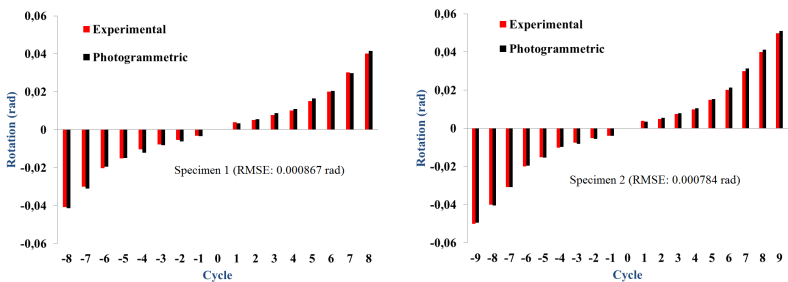 0,06
Experimental
Photogrammetric
0,04
0,02
0
-0,02
-0,04
-0,06
Rotation (rad)
Specimen 1 (RMSE: 0.000867 rad)
-8 -7 -6 -5 -4 -3 -2 -1 0 1 2 3 4 5 6 7 8
Cycle
0,06
Experimental
Photogrammetric
0,04
0,02
0
-0,02
-0,04
-0,06
Rotation (rad)
Specimen 2 (RMSE: 0.000784 rad)
-9 -8 -7 -6 -5 -4 -3 -2 -1 0 1 2 3 4 5 6 7 8 9
Cycle